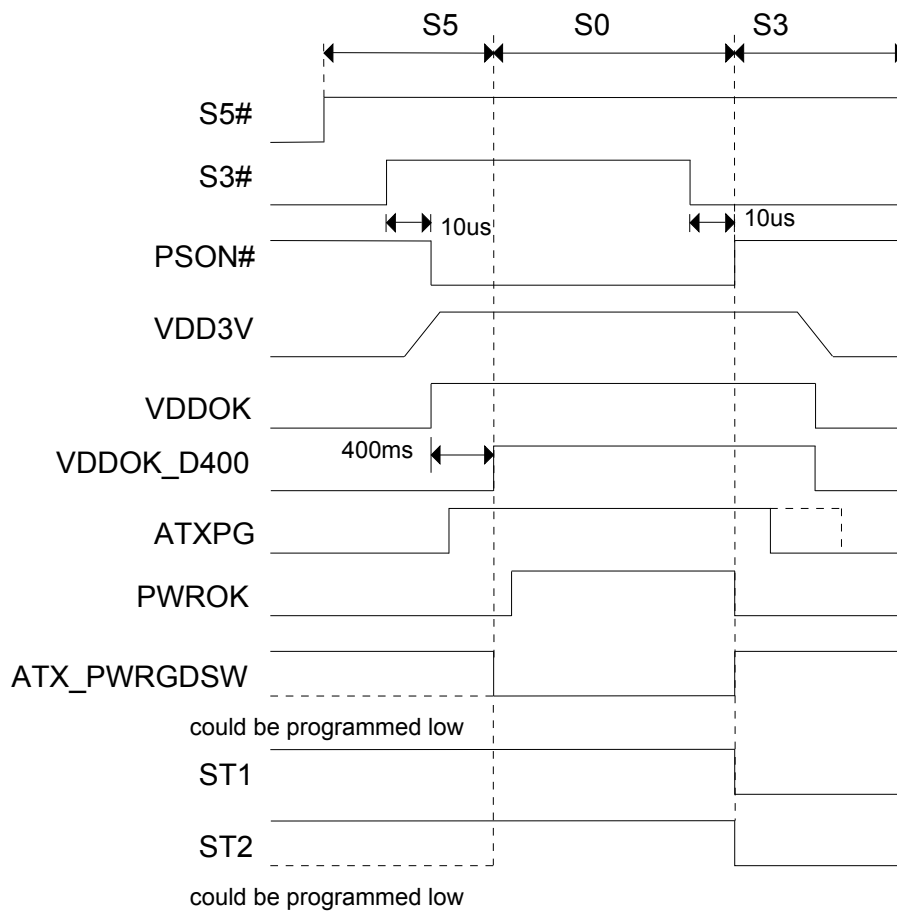 S5 S0 S3
S5#
S3#
10us 10us
PSON#
VDD3V
VDDOK
400ms
VDDOK_D400
ATXPG
PWROK
ATX_PWRGDSW
could be programmed low
ST1
ST2
could be programmed low